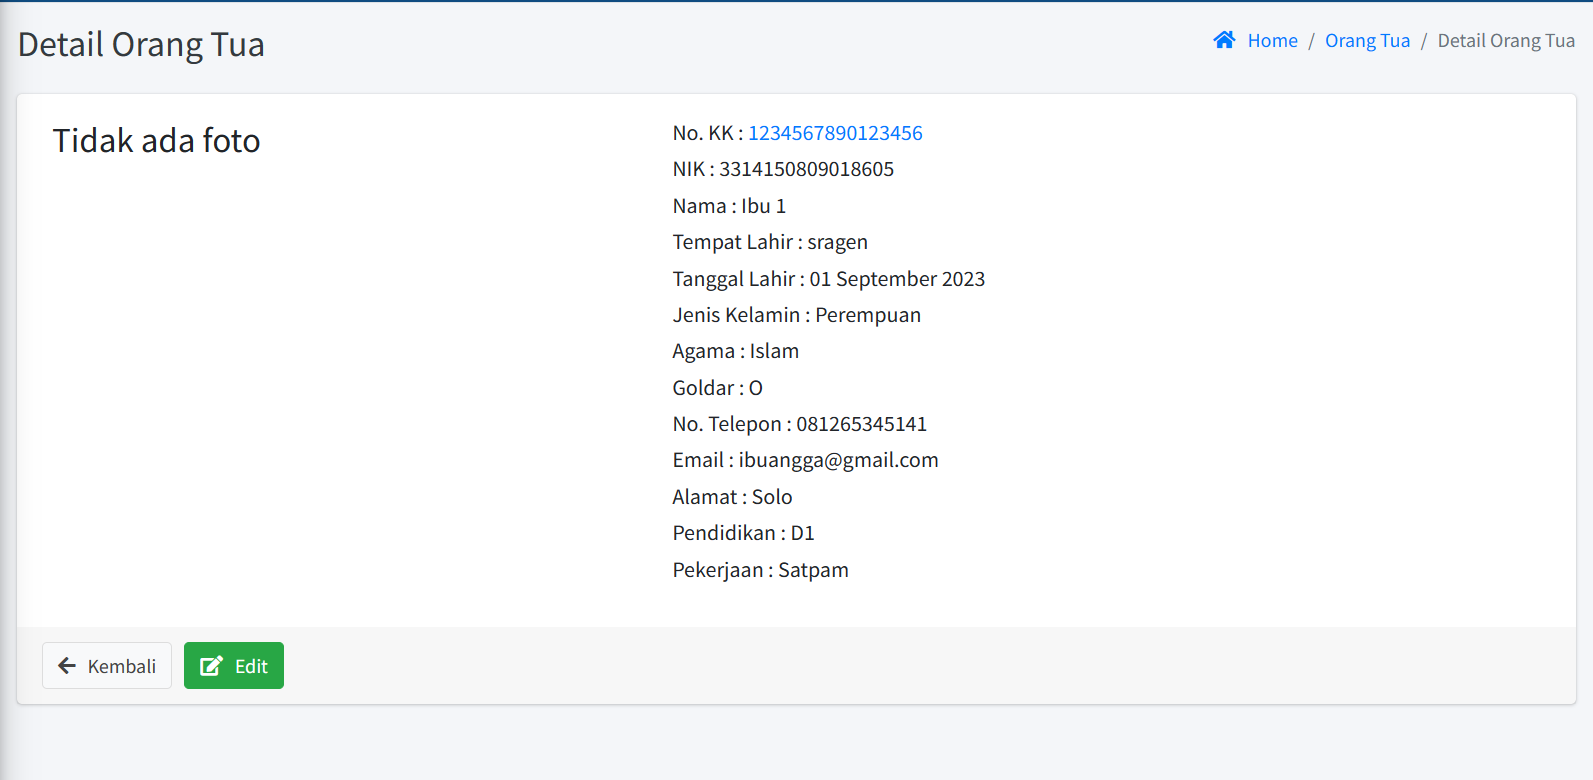 Detail Orang Tua
Home / Orang Tua / Detail Orang Tua
Tidak ada foto
No. KK : 1234567890123456
NIK : 3314150809018605
Nama : Ibu 1
Tempat Lahir : sragen
Tanggal Lahir : 01 September 2023
Jenis Kelamin : Perempuan
Agama : Islam
Goldar : O
No. Telepon : 081265345141
Email : ibuangga@gmail.com
Alamat : Solo
Pendidikan : D1
Pekerjaan : Satpam
Kembali
Edit